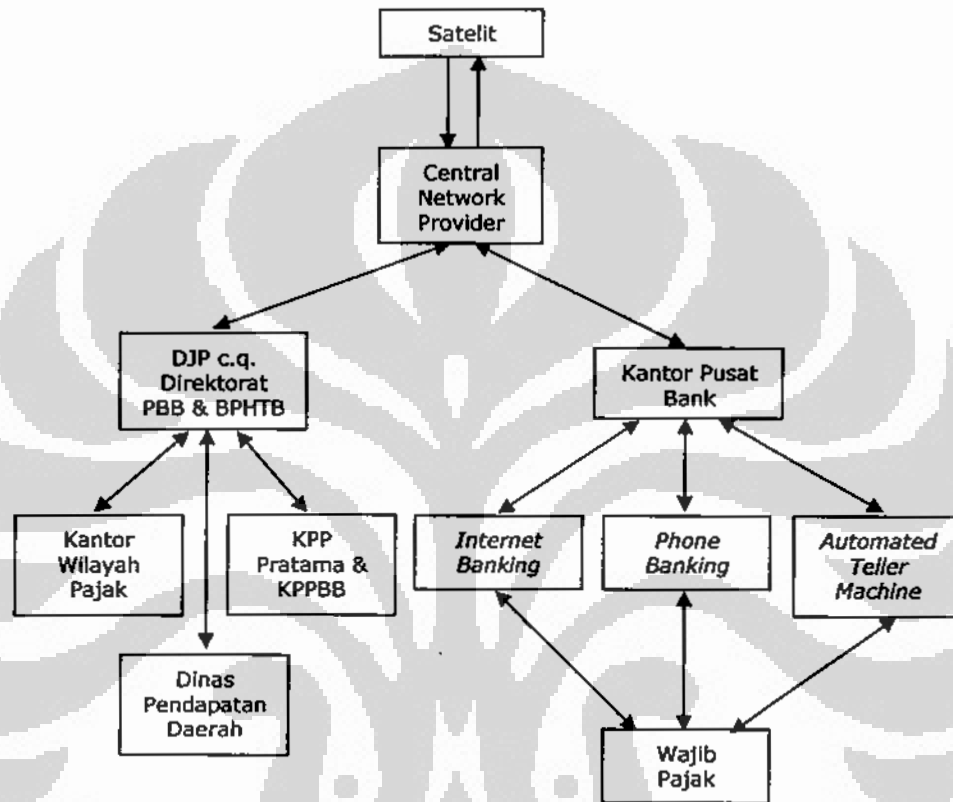 Satelit
Central
Network
Provider
DJP c.q.
Direktorat
PBB & BPHTB
Kantor Pusat
Bank
Kantor
Wilayah
Pajak
KPP
Pratama &
KPPBB
Internet
Banking
Phone
Banking
Automated
Teller
Machine
Dinas
Pendapatan
Daerah
Wajib
Pajak